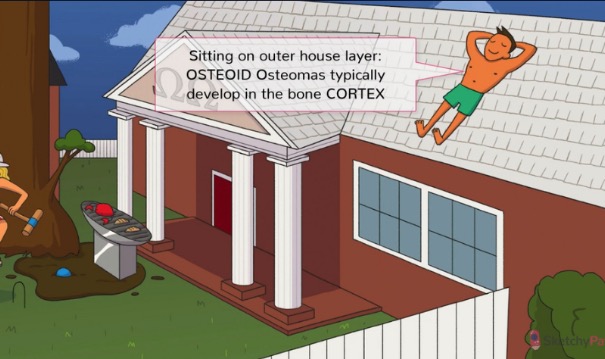 Sitting on outer house layer:
OSTEOID Osteomas typically
develop in the bone CORTEX